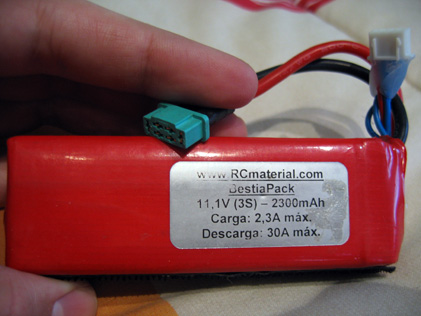 www.RCmaterial.com
BestiaPack
11,1V (3S) – 2300mAh
Carga: 2,3A máx.
Descarga: 30A máx.